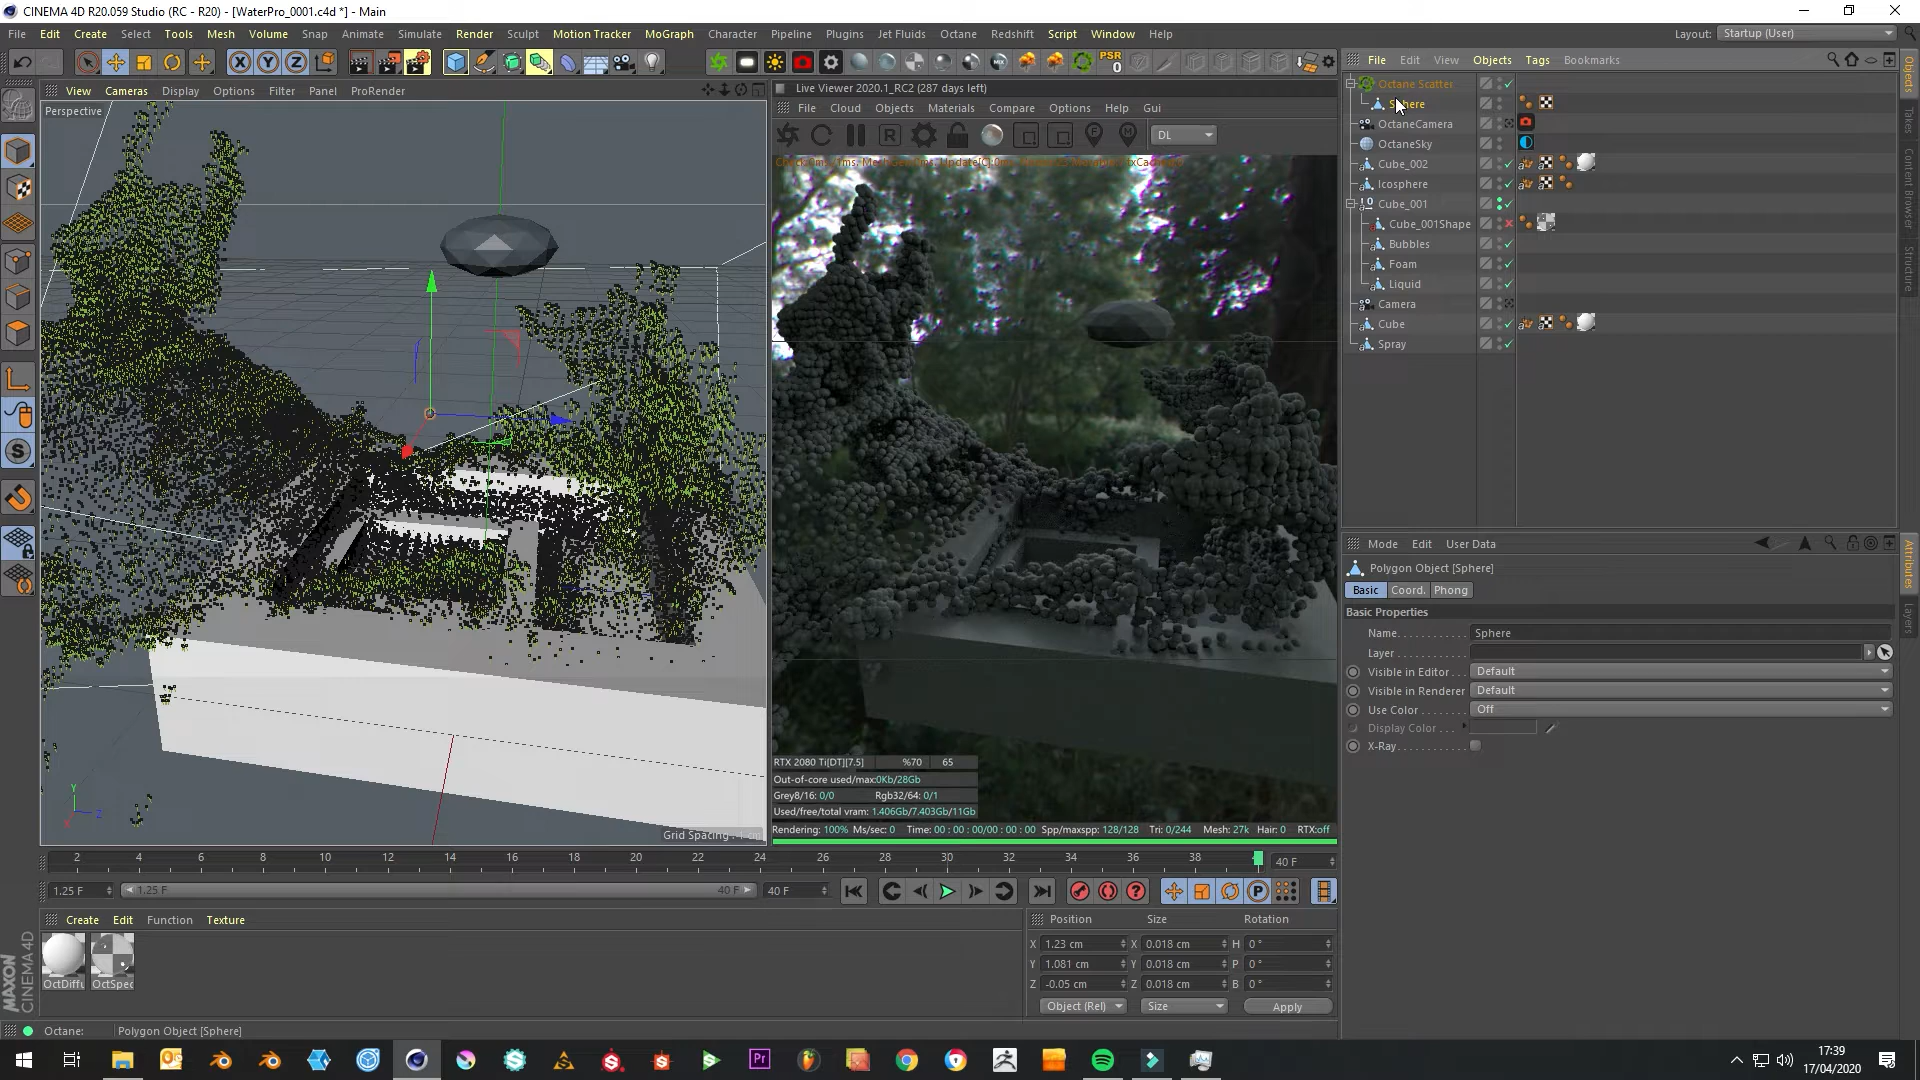 CINEMA 4D R20.059 Studio (RC - R20) - [WaterPro_0001.c4d *] - Main
File Edit Create Select Tools Mesh Volume Snap Animate Simulate Render Sculpt Motion Tracker MoGraph Character Pipeline Plugins Jet Fluids Octane Redshift Script Window Help
Layout: Startup (User)
PSR
File Edit View Objects Tags Bookmarks
View Cameras Display Options Filter Panel ProRender
Perspective
Live Viewer 2020.1_RC2 (287 days left)
File Cloud Objects Materials Compare Options Help Gui
DL
Octane Scatter
Sphere
OctaneCamera
OctaneSky
Cube_002
Icosphere
Cube_001
Cube_001Shape
Bubbles
Foam
Liquid
Camera
Cube
Spray
Objects
Takes
Content Browser
Structure
Mode Edit User Data
Polygon Object [Sphere]
Basic Coord. Phong
Basic Properties
Name Sphere
Layer
Visible in Editor Default
Visible in Renderer Default
Use Color Off
Display Color
X-Ray
Attributes
Layers
RTX 2080 Ti[DT][7.5] %70 65
Out-of-core used/max:0Kb/28Gb
Grey8/16: 0/0 Rgb32/64: 0/1
Used/free/total vram: 1.406Gb/7.403Gb/11Gb
Rendering: 100% Ms/sec: 0 Time: 00 : 00 : 00/00 : 00 : 00 Spp/maxspp: 128/128 Tri: 0/244 Mesh: 27k Hair: 0 RTX:off
Grid Spacing : 1 cm
Y
Z
X
2 4 6 8 10 12 14 16 18 20 22 24 26 28 30 32 34 36 38 40 F
1.25 F 1.25 F 40 F 40 F
Create Edit Function Texture
OctDiffu OctSpec
Position Size Rotation
X 1.23 cm X 0.018 cm H 0 °
Y 1.081 cm Y 0.018 cm P 0 °
Z -0.05 cm Z 0.018 cm B 0 °
Object (Rel) Size Apply
MAXON
CINEMA 4D
Octane: Polygon Object [Sphere]
17:39
17/04/2020